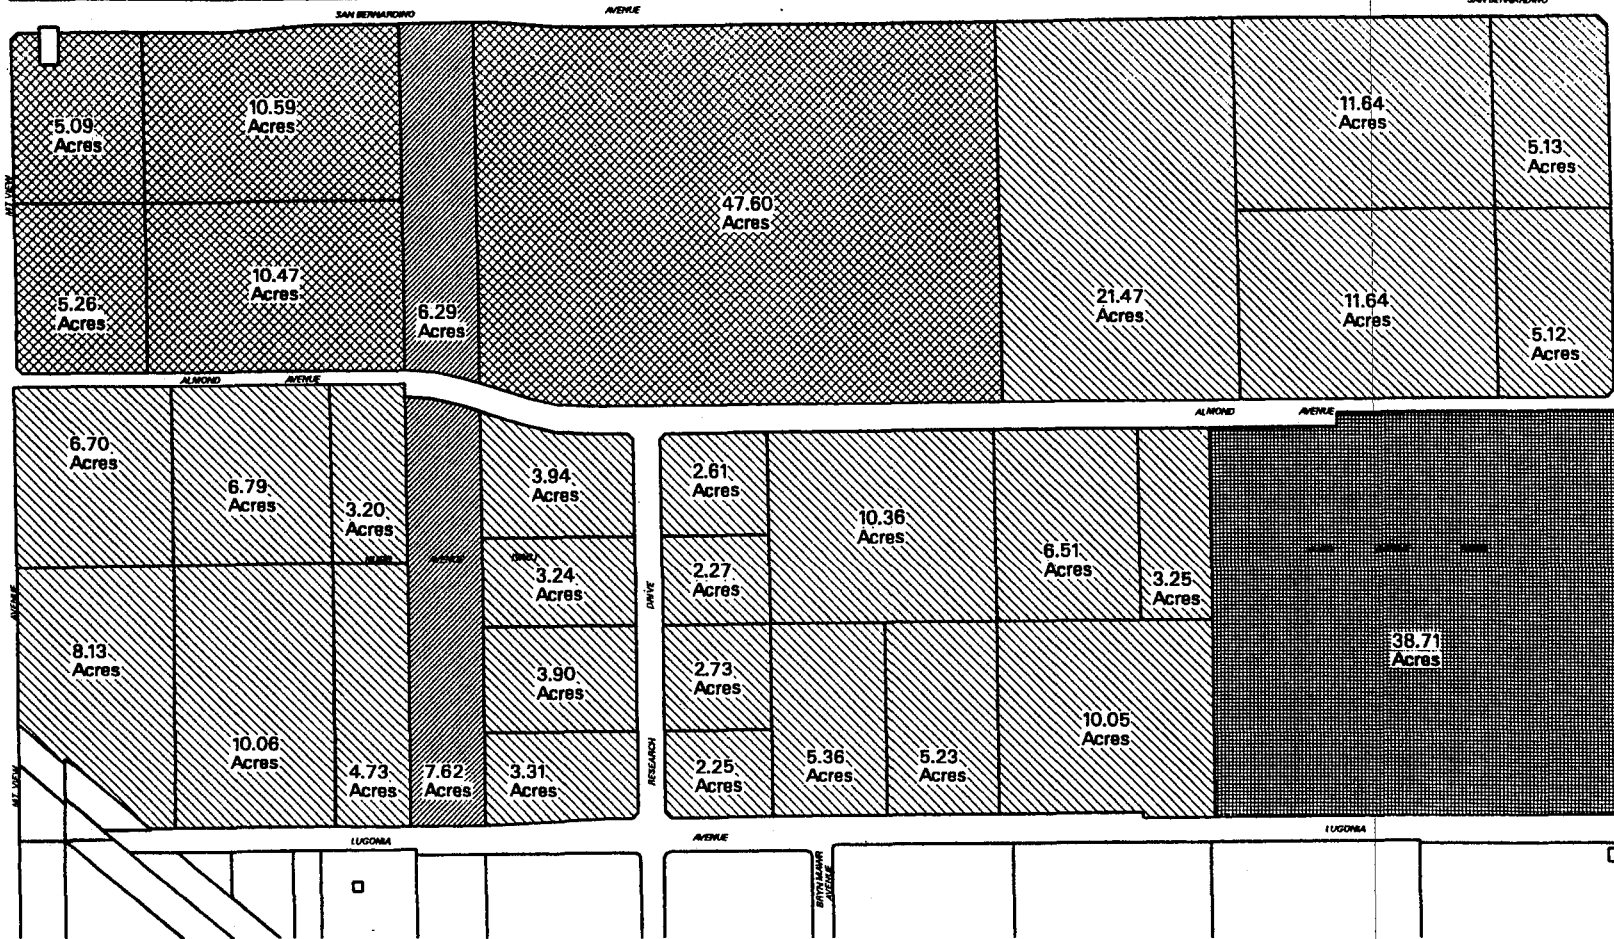 SAN BERNARDINO
AVENUE
SAN BERNARDINO
5.09
Acres
10.59
Acres
47.60
Acres
11.64
Acres
5.13
Acres
MT VIEW
5.26
Acres
10.47
Acres
6.29
Acres
21.47
Acres
11.64
Acres
5.12
Acres
ALMOND AVENUE
ALMOND AVENUE
6.70
Acres
6.79
Acres
3.20
Acres
3.94
Acres
2.61
Acres
10.36
Acres
6.51
Acres
3.25
Acres
AVENUE
3.24
Acres
2.27
Acres
AVENUE
DRIVE
8.13
Acres
3.90
Acres
2.73
Acres
38.71
Acres
10.06
Acres
4.73
Acres
7.62
Acres
3.31
Acres
RESEARCH
2.25
Acres
5.36
Acres
5.23
Acres
10.05
Acres
MT. VIEW
LUGONIA
AVENUE
LUGONIA
BRYN MAWR
AVENUE